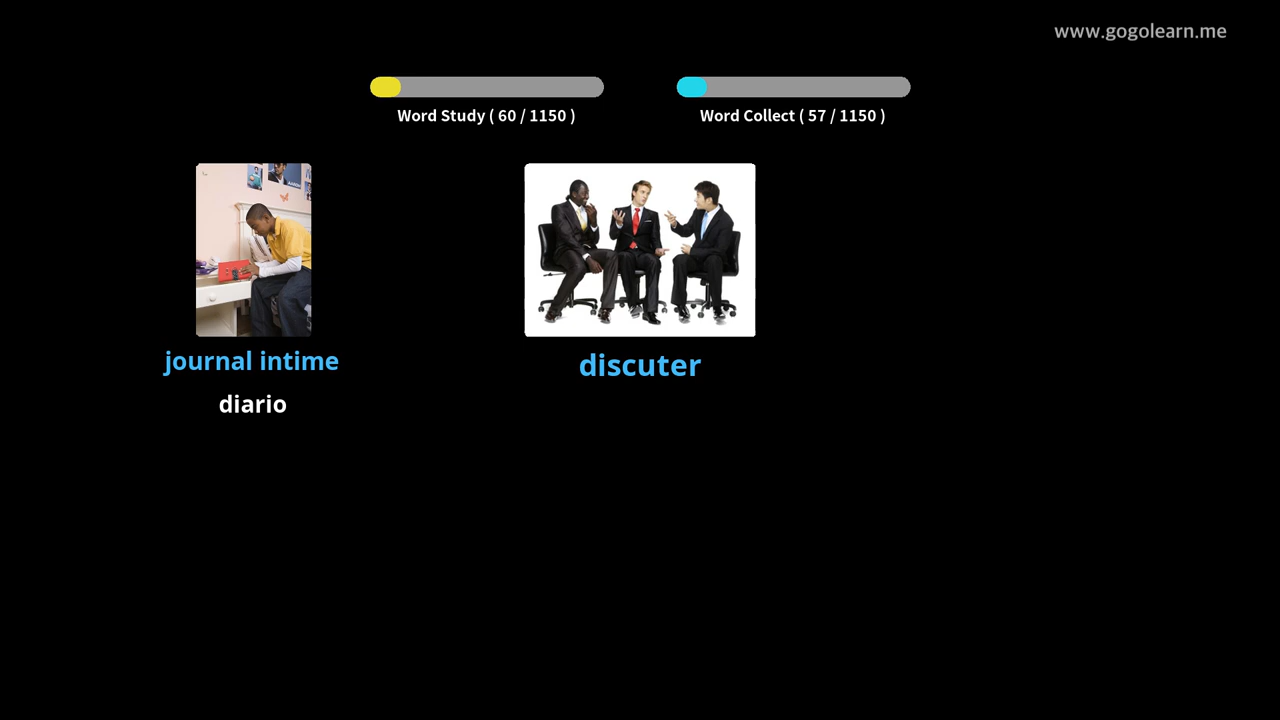 www.gogolearn.me
Word Study ( 60 / 1150 )
Word Collect ( 57 / 1150 )
journal intime
diario
discuter